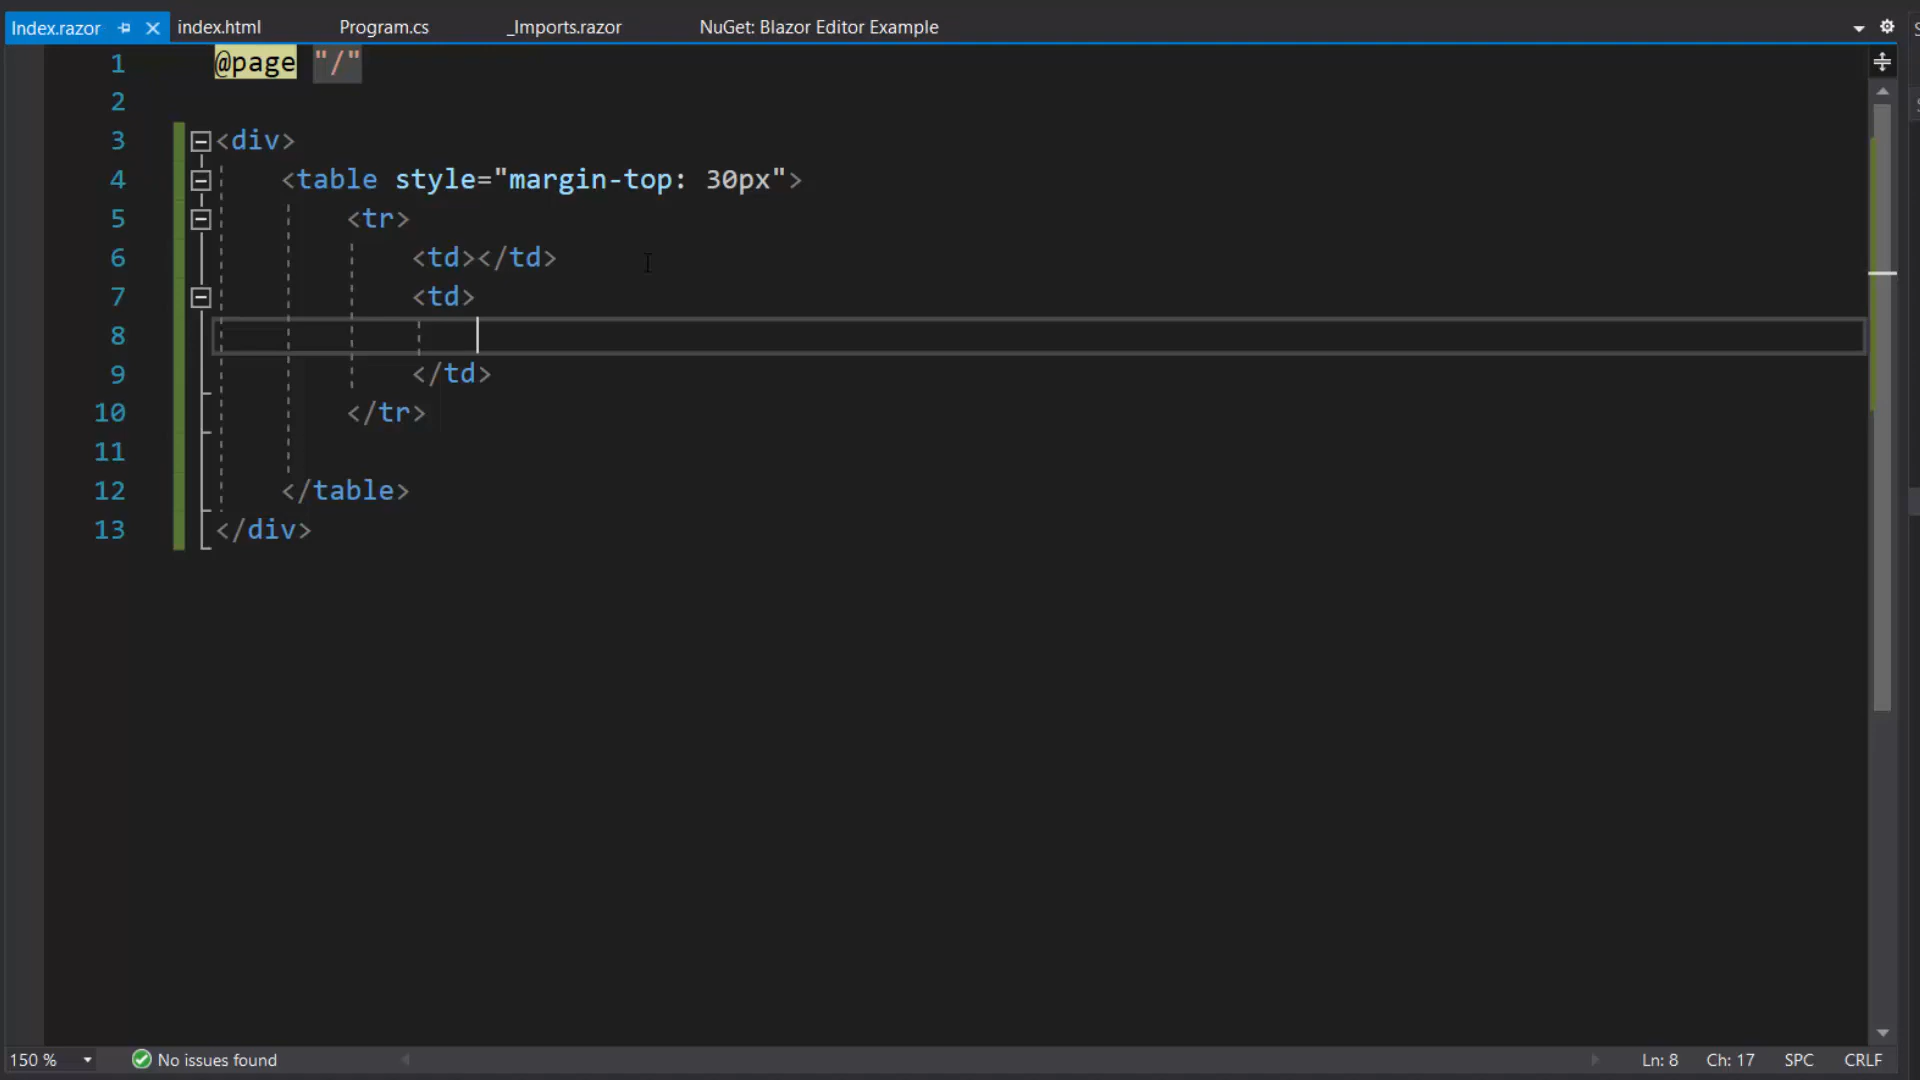 Index.razor index.html Program.cs _Imports.razor NuGet: Blazor Editor Example
1 @page "/"
2
3 <div>
4 <table style="margin-top: 30px">
5 <tr>
6 <td></td>
7 <td>
8
9 </td>
10 </tr>
11
12 </table>
13 </div>
150 % No issues found Ln: 8 Ch: 17 SPC CRLF